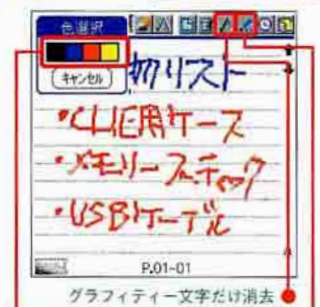 色選択
キャンセル
物リスト
・CLIE用ケース
・メモリースティック
・USBケーブル
P.01-01
グラフィティー文字だけ消去